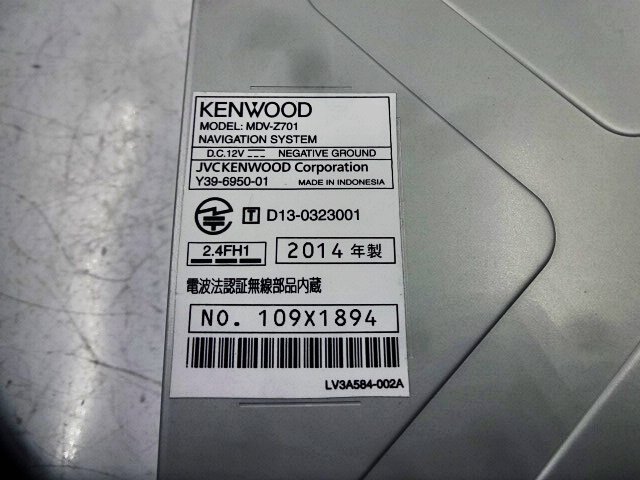 KENWOOD
MODEL: MDV-Z701
NAVIGATION SYSTEM
D.C.12V NEGATIVE GROUND
JVCKENWOOD Corporation
Y39-6950-01 MADE IN INDONESIA
T D13-0323001
2.4FH1 2014 年製
電波法認証無線部品内蔵
NO. 109X1894
LV3A584-002A